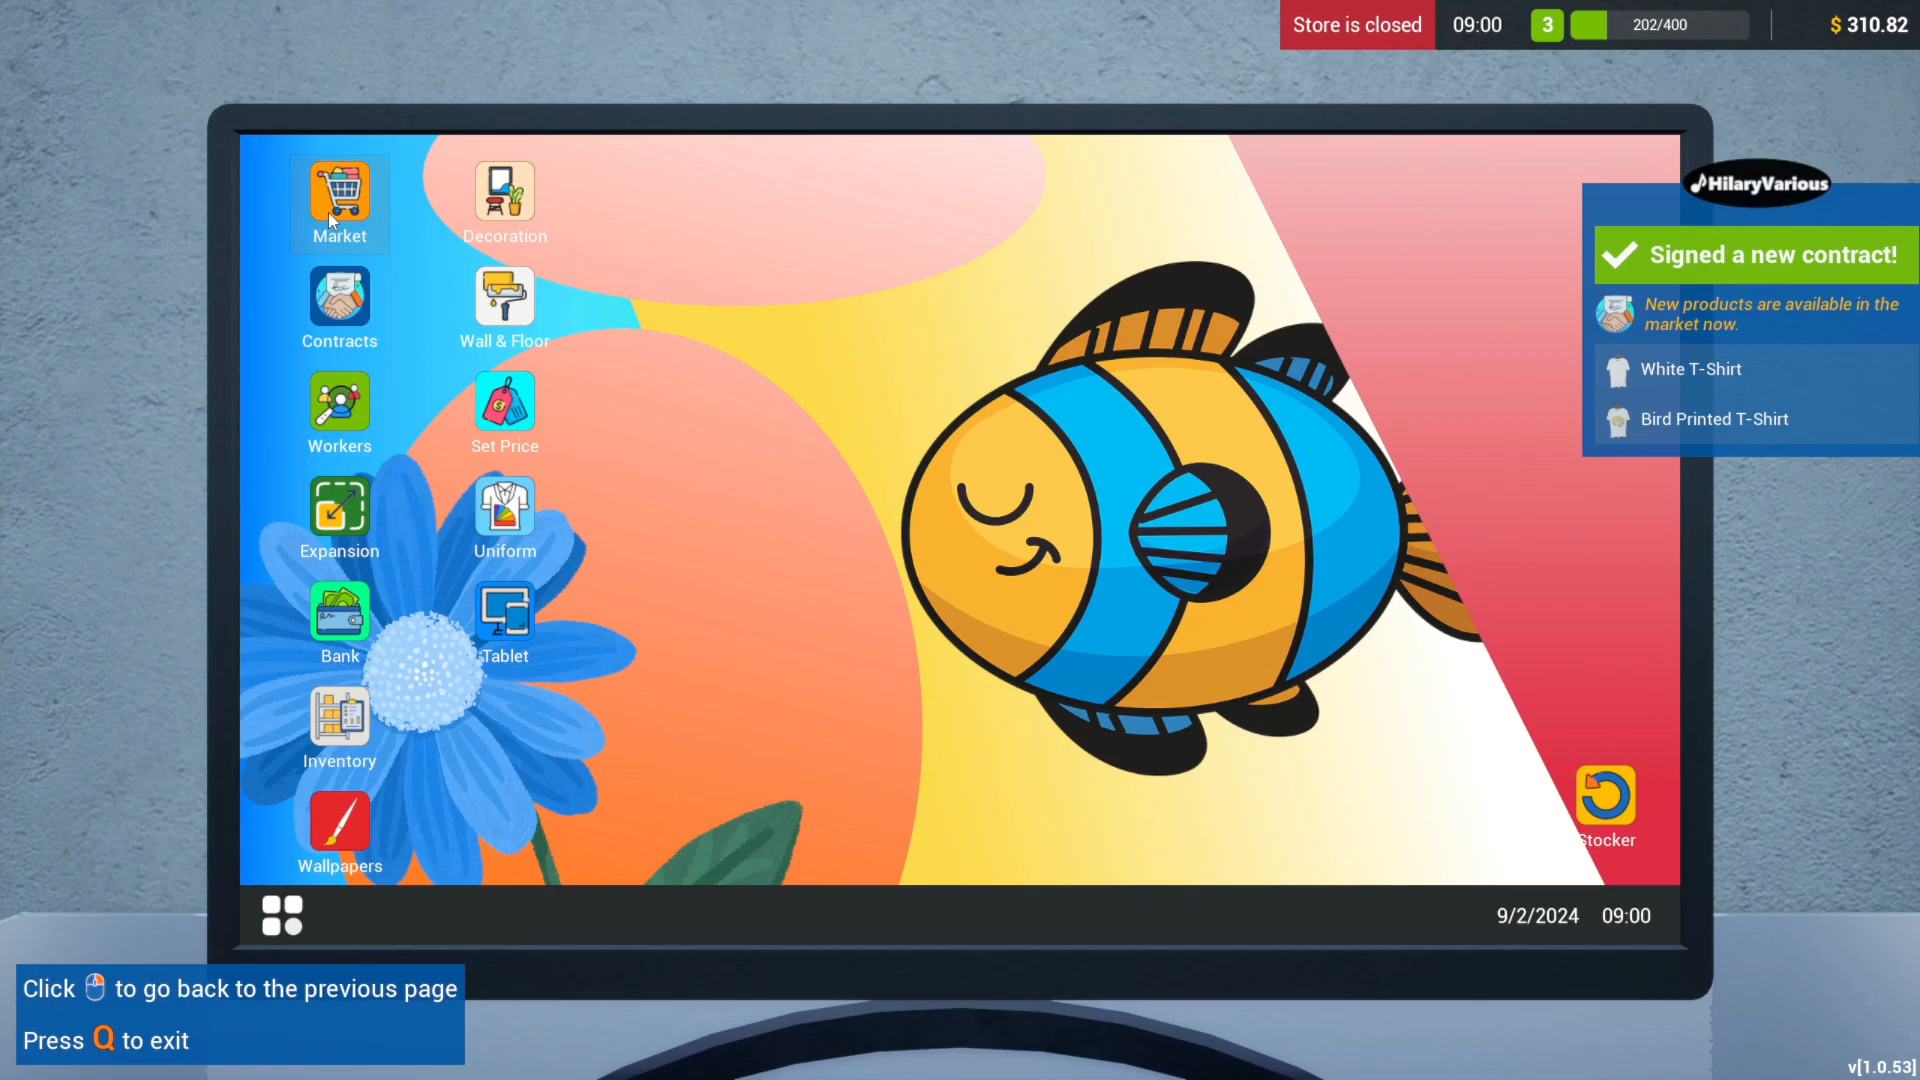 Store is closed 09:00 3 202/400 $ 310.82
HilaryVarious
Signed a new contract!
New products are available in the
market now.
White T-Shirt
Bird Printed T-Shirt
Market
Decoration
Contracts
Wall & Floor
Workers
Set Price
Expansion
Uniform
Bank
Tablet
Inventory
Wallpapers
Stocker
9/2/2024 09:00
Click to go back to the previous page
Press Q to exit
v[1.0.53]